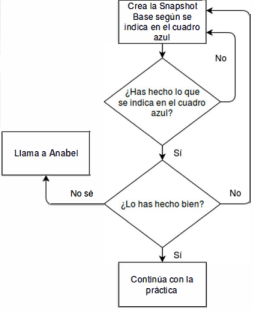 Crea la Snapshot
Base según se
indica en el cuadro
azul
No
¿Has hecho lo que
se indica en el cuadro
azul?
Sí
Llama a Anabel
No sé
¿Lo has hecho bien?
No
Sí
Continúa con la
práctica